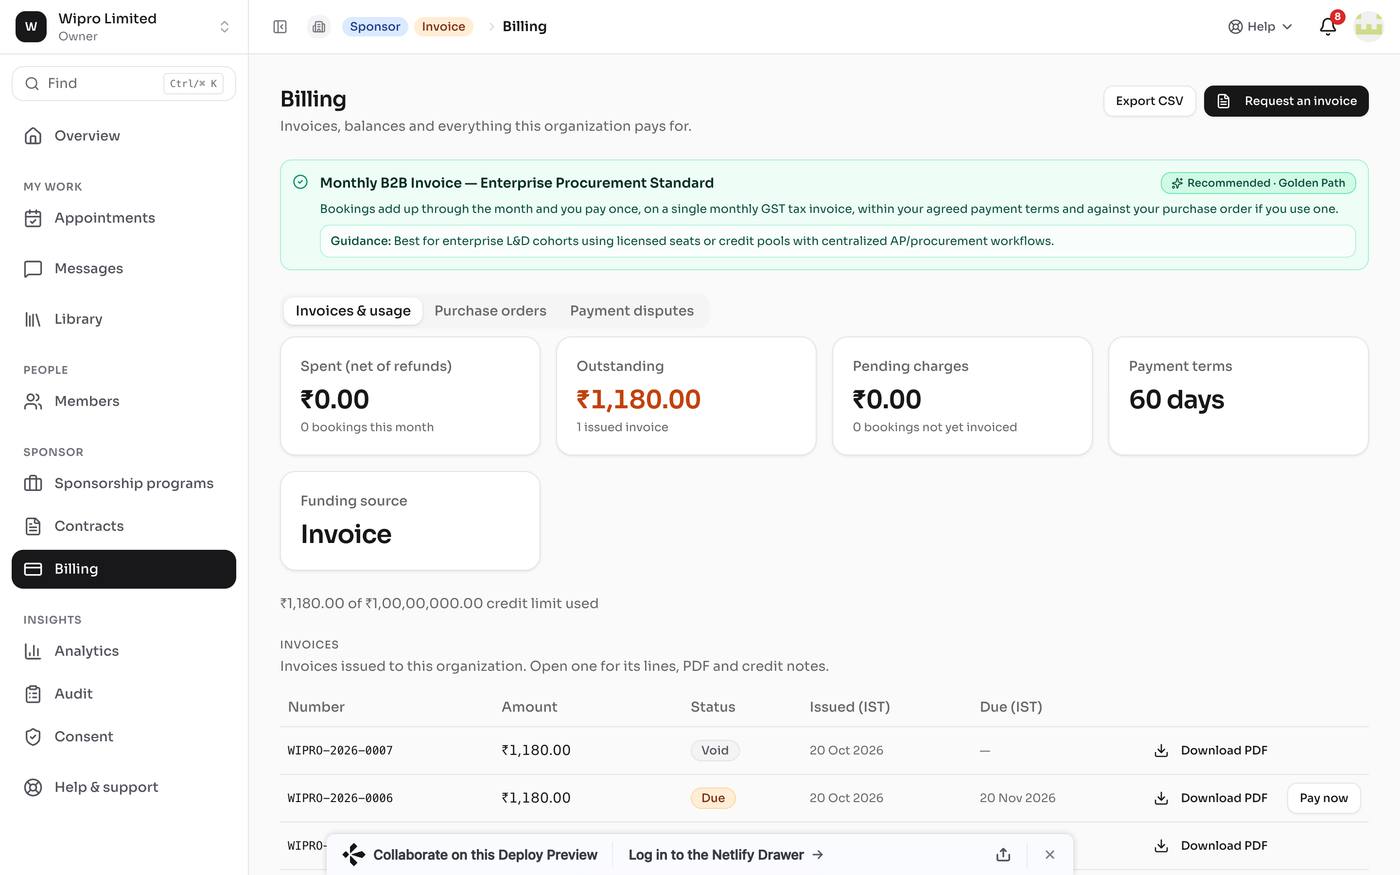 W
Wipro Limited
Owner
Sponsor Invoice Billing
Help
8
Find Ctrl/⌘ K
Overview
MY WORK
Appointments
Messages
Library
PEOPLE
Members
SPONSOR
Sponsorship programs
Contracts
Billing
INSIGHTS
Analytics
Audit
Consent
Help & support
Billing
Invoices, balances and everything this organization pays for.
Export CSV Request an invoice
Monthly B2B Invoice — Enterprise Procurement Standard
Recommended · Golden Path
Bookings add up through the month and you pay once, on a single monthly GST tax invoice, within your agreed payment terms and against your purchase order if you use one.
Guidance: Best for enterprise L&D cohorts using licensed seats or credit pools with centralized AP/procurement workflows.
Invoices & usage Purchase orders Payment disputes
Spent (net of refunds)
₹0.00
0 bookings this month
Outstanding
₹1,180.00
1 issued invoice
Pending charges
₹0.00
0 bookings not yet invoiced
Payment terms
60 days
Funding source
Invoice
₹1,180.00 of ₹1,00,00,000.00 credit limit used
INVOICES
Invoices issued to this organization. Open one for its lines, PDF and credit notes.
Number Amount Status Issued (IST) Due (IST)
WIPRO-2026-0007 ₹1,180.00 Void 20 Oct 2026 — Download PDF
WIPRO-2026-0006 ₹1,180.00 Due 20 Oct 2026 20 Nov 2026 Download PDF Pay now
WIPRO- Download PDF
Collaborate on this Deploy Preview Log in to the Netlify Drawer →